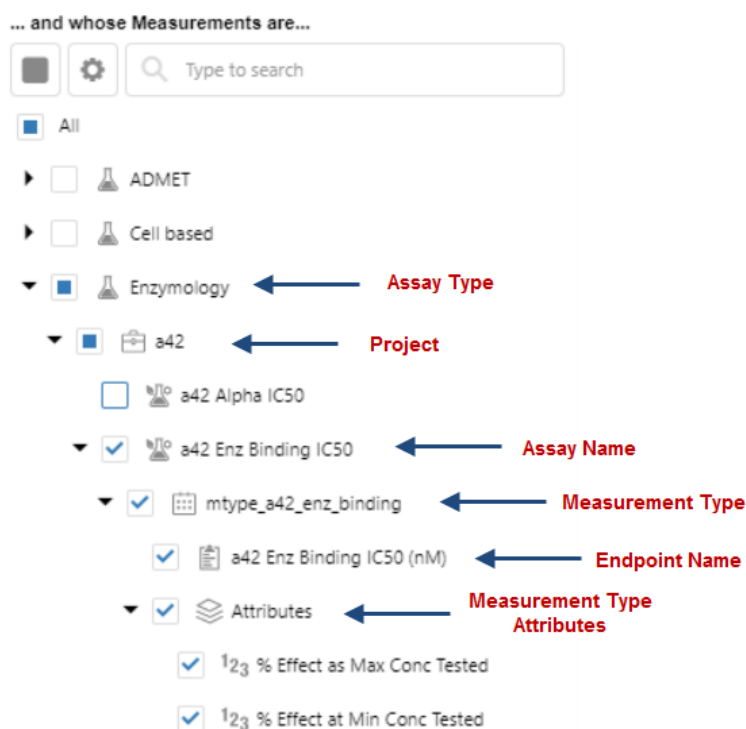 ... and whose Measurements are...
Type to search
All
ADMET
Cell based
Enzymology
Assay Type
a42
Project
a42 Alpha IC50
a42 Enz Binding IC50
Assay Name
mtype_a42_enz_binding
Measurement Type
a42 Enz Binding IC50 (nM)
Endpoint Name
Attributes
Measurement Type
Attributes
123 % Effect as Max Conc Tested
123 % Effect at Min Conc Tested